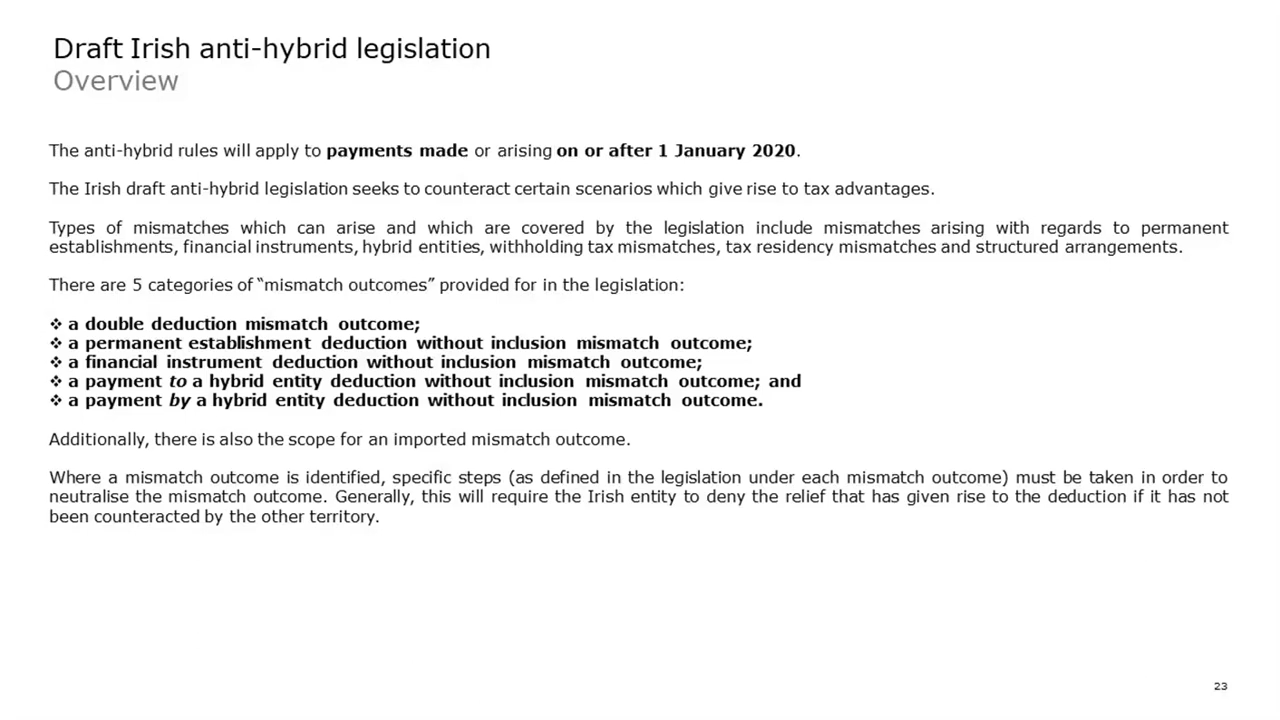 Draft Irish anti-hybrid legislation
Overview
The anti-hybrid rules will apply to payments made or arising on or after 1 January 2020.
The Irish draft anti-hybrid legislation seeks to counteract certain scenarios which give rise to tax advantages.
Types of mismatches which can arise and which are covered by the legislation include mismatches arising with regards to permanent
establishments, financial instruments, hybrid entities, withholding tax mismatches, tax residency mismatches and structured arrangements.
There are 5 categories of “mismatch outcomes” provided for in the legislation:
❖ a double deduction mismatch outcome;
❖ a permanent establishment deduction without inclusion mismatch outcome;
❖ a financial instrument deduction without inclusion mismatch outcome;
❖ a payment to a hybrid entity deduction without inclusion mismatch outcome; and
❖ a payment by a hybrid entity deduction without inclusion mismatch outcome.
Additionally, there is also the scope for an imported mismatch outcome.
Where a mismatch outcome is identified, specific steps (as defined in the legislation under each mismatch outcome) must be taken in order to
neutralise the mismatch outcome. Generally, this will require the Irish entity to deny the relief that has given rise to the deduction if it has not
been counteracted by the other territory.
23